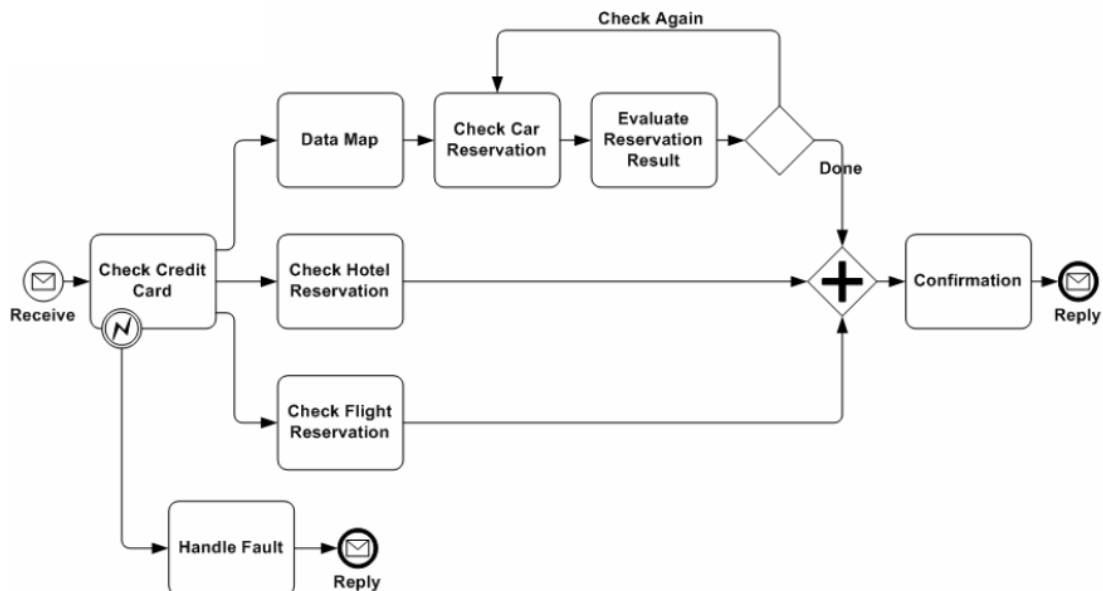 Check Again
Data Map
Check Car
Reservation
Evaluate
Reservation
Result
Done
Check Credit
Card
Receive
Check Hotel
Reservation
Confirmation
Reply
Check Flight
Reservation
Handle Fault
Reply